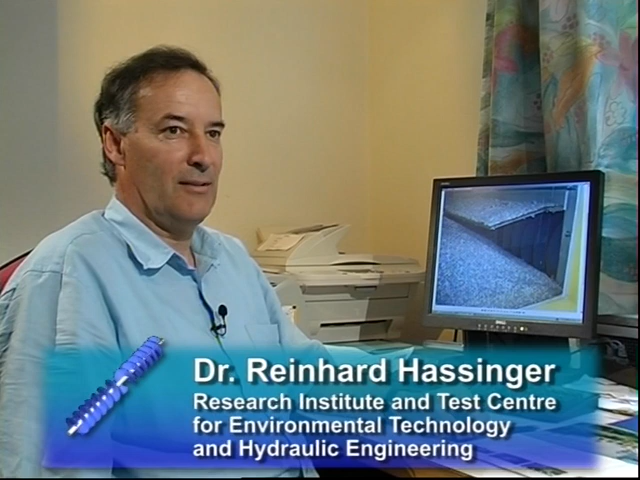 Dr. Reinhard Hassinger
Research Institute and Test Centre
for Environmental Technology
and Hydraulic Engineering